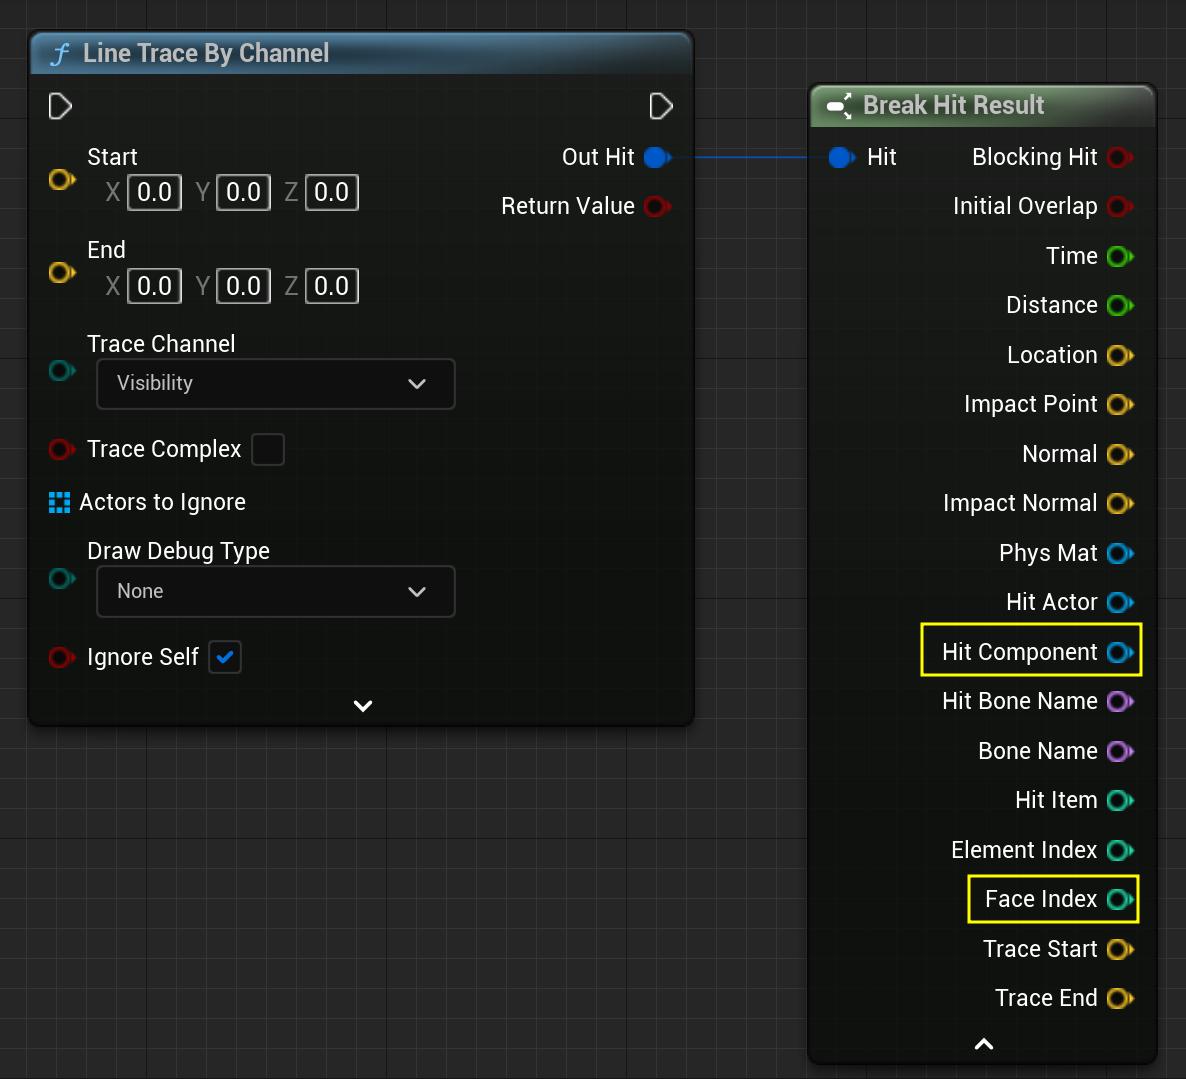 Line Trace By Channel
Start
X 0.0 Y 0.0 Z 0.0
End
X 0.0 Y 0.0 Z 0.0
Trace Channel
Visibility
Trace Complex
Actors to Ignore
Draw Debug Type
None
Ignore Self
Out Hit
Return Value
Break Hit Result
Hit
Blocking Hit
Initial Overlap
Time
Distance
Location
Impact Point
Normal
Impact Normal
Phys Mat
Hit Actor
Hit Component
Hit Bone Name
Bone Name
Hit Item
Element Index
Face Index
Trace Start
Trace End